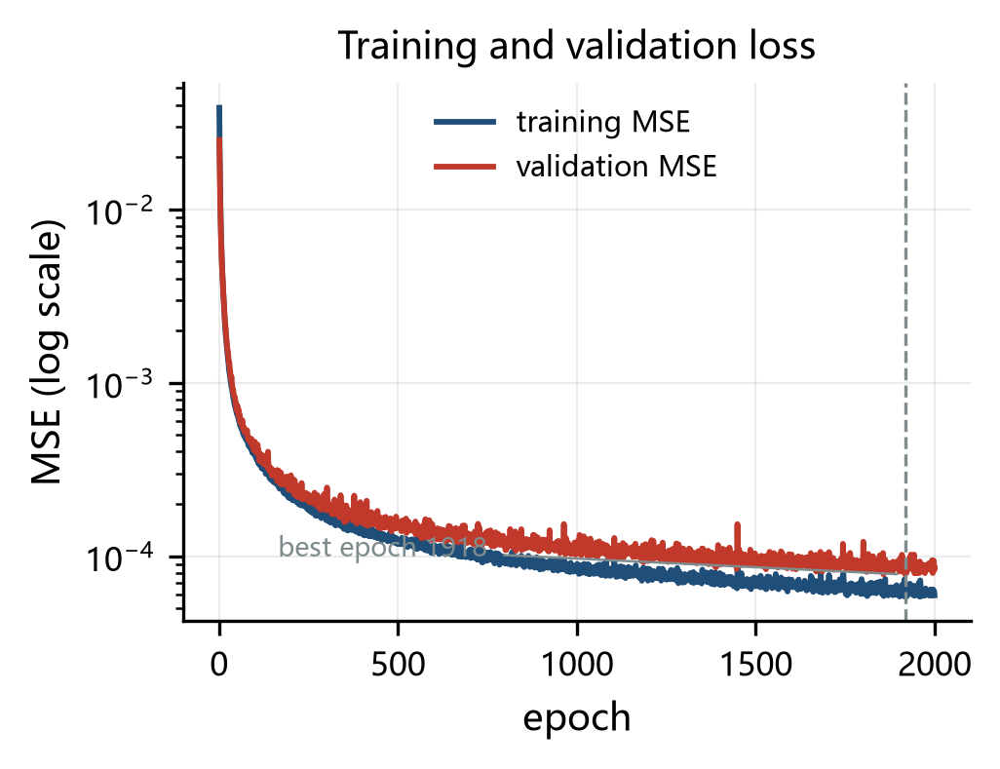 Training and validation loss
training MSE
validation MSE
MSE (log scale)
10⁻²
10⁻³
10⁻⁴
best epoch 1918
0 500 1000 1500 2000
epoch